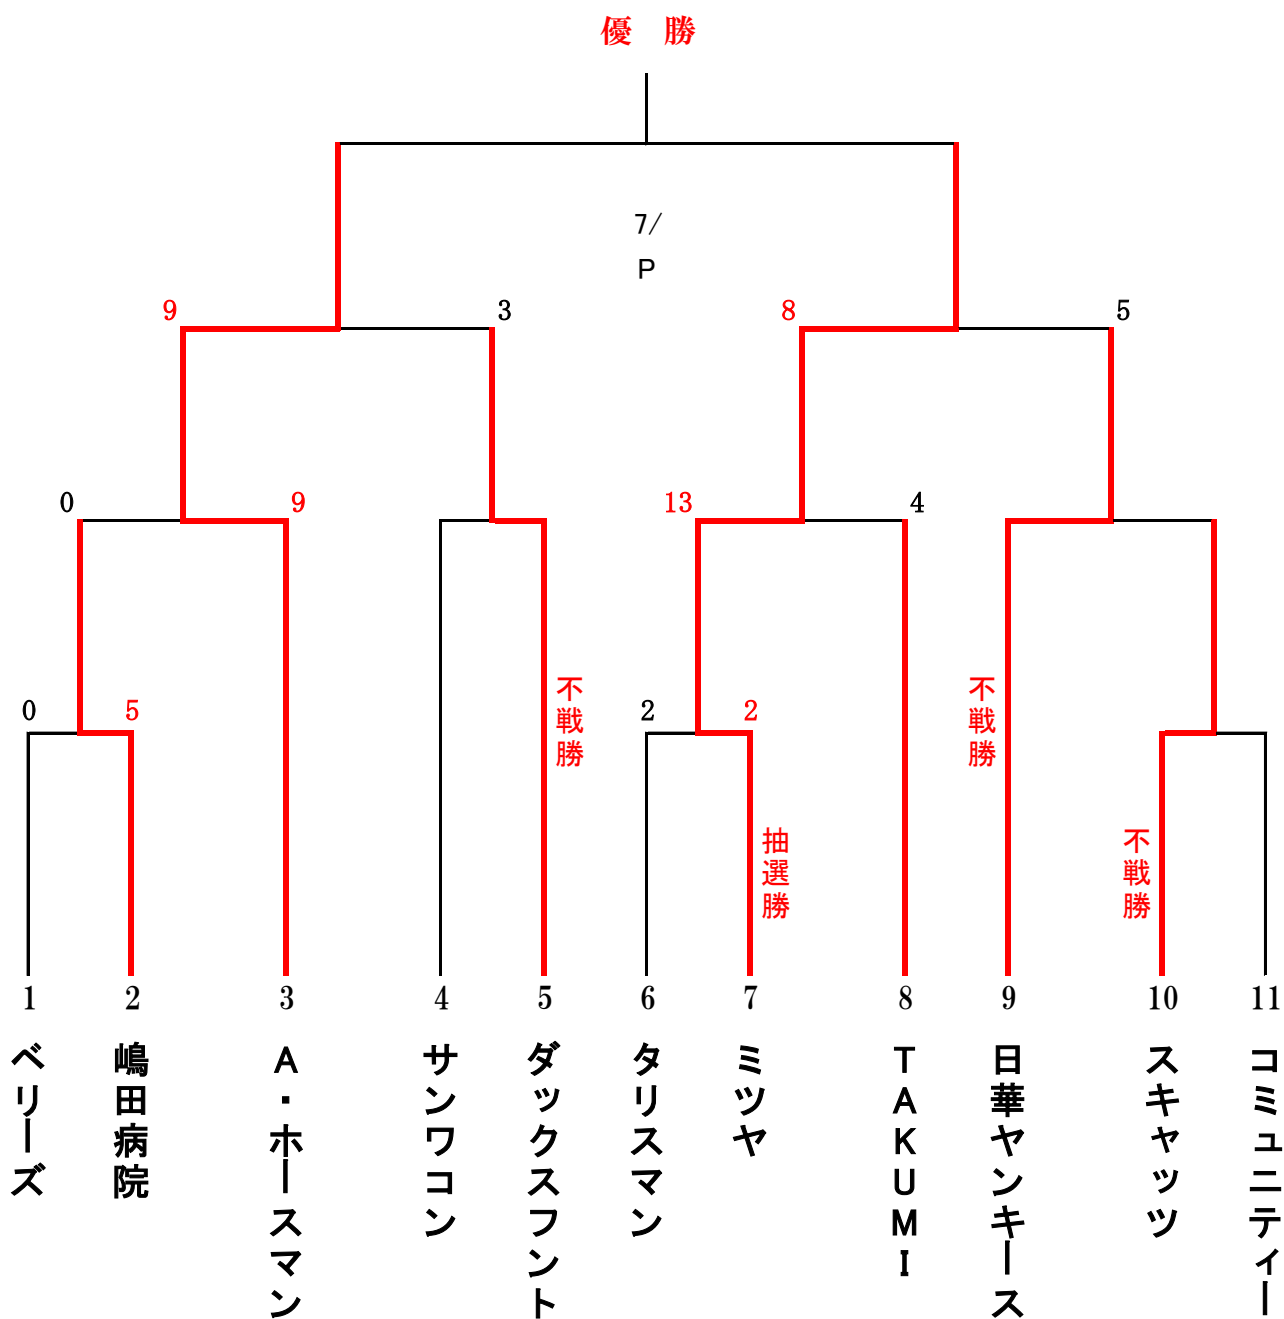 優　勝
7/
P
9
3
8
5
0
9
13
4
0
5
不戦勝
2
2
不戦勝
抽選勝
不戦勝
1
2
3
4
5
6
7
8
9
10
11
ベリーズ
嶋田病院
A・ホースマン
サンワコン
ダックスフント
タリスマン
ミツヤ
TAKUMI
日華ヤンキース
スキャッツ
コミュニティー